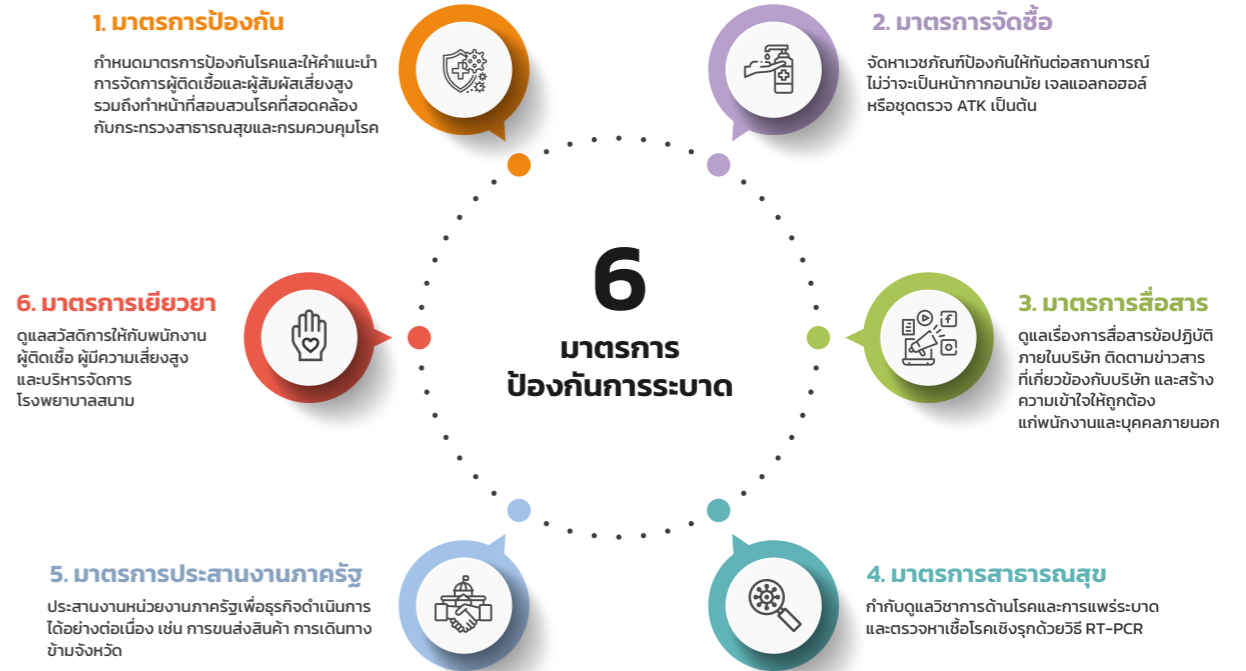 1. มาตรการป้องกัน
กำหนดมาตรการป้องกันโรคและให้คำแนะนำ
การจัดการผู้ติดเชื้อและผู้สัมผัสเสี่ยงสูง
รวมถึงทำหน้าที่สอบสวนโรคที่สอดคล้อง
กับกระทรวงสาธารณสุขและกรมควบคุมโรค
2. มาตรการจัดซื้อ
จัดหาเวชภัณฑ์ป้องกันให้ทันต่อสถานการณ์
ไม่ว่าจะเป็นหน้ากากอนามัย เจลแอลกอฮอล์
หรือชุดตรวจ ATK เป็นต้น
6
มาตรการ
ป้องกันการระบาด
3. มาตรการสื่อสาร
ดูแลเรื่องการสื่อสารข้อปฏิบัติ
ภายในบริษัท ติดตามข่าวสาร
ที่เกี่ยวข้องกับบริษัท และสร้าง
ความเข้าใจให้ถูกต้อง
แก่พนักงานและบุคคลภายนอก
4. มาตรการสาธารณสุข
กำกับดูแลวิชาการด้านโรคและการแพร่ระบาด
และตรวจหาเชื้อโรคเชิงรุกด้วยวิธี RT-PCR
5. มาตรการประสานงานภาครัฐ
ประสานงานหน่วยงานภาครัฐเพื่อธุรกิจดำเนินการ
ได้อย่างต่อเนื่อง เช่น การขนส่งสินค้า การเดินทาง
ข้ามจังหวัด
6. มาตรการเยียวยา
ดูแลสวัสดิการให้กับพนักงาน
ผู้ติดเชื้อ ผู้มีความเสี่ยงสูง
และบริหารจัดการ
โรงพยาบาลสนาม